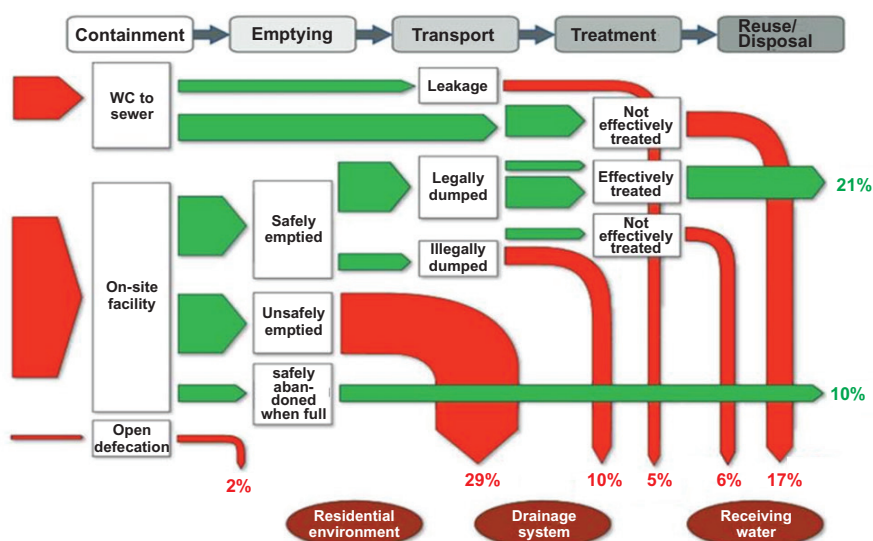 Containment
Emptying
Transport
Treatment
Reuse/
Disposal
WC to
sewer
Leakage
Not
effectively
treated
Legally
dumped
Effectively
treated
21%
Safely
emptied
Not
effectively
treated
Illegally
dumped
On-site
facility
Unsafely
emptied
safely
aban-
doned
when full
10%
Open
defecation
2%
29%
10%
5%
6%
17%
Residential
environment
Drainage
system
Receiving
water